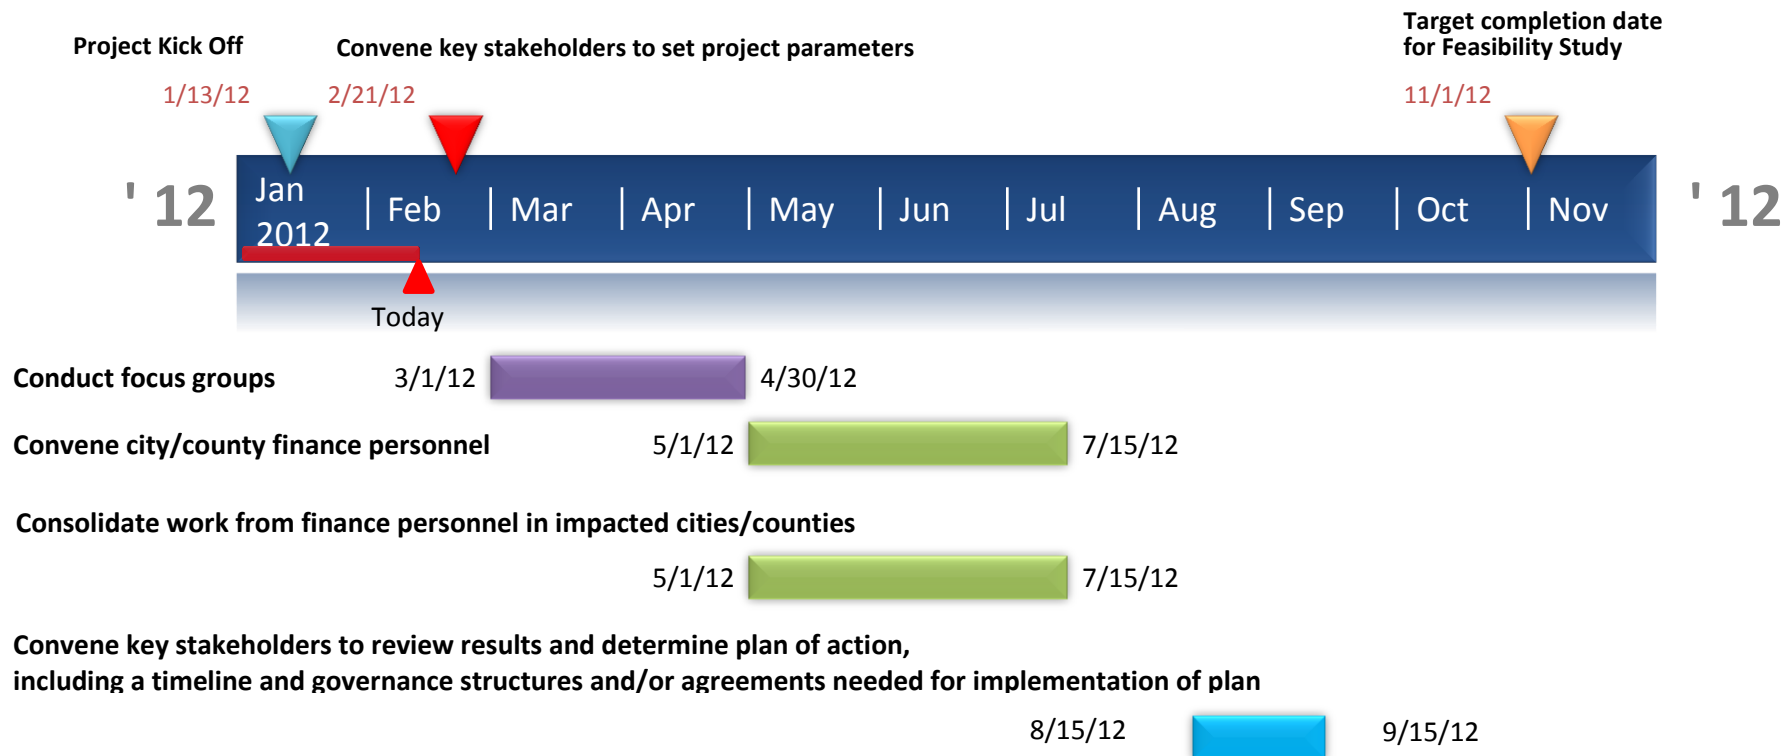 Project Kick Off
Convene key stakeholders to set project parameters
Target completion date
for Feasibility Study
1/13/12
2/21/12
11/1/12
' 12
Jan
2012
| Feb
| Mar
| Apr
| May
| Jun
| Jul
| Aug
| Sep
| Oct
| Nov
' 12
Today
Conduct focus groups 3/1/12 4/30/12
Convene city/county finance personnel 5/1/12 7/15/12
Consolidate work from finance personnel in impacted cities/counties
5/1/12 7/15/12
Convene key stakeholders to review results and determine plan of action,
including a timeline and governance structures and/or agreements needed for implementation of plan
8/15/12 9/15/12